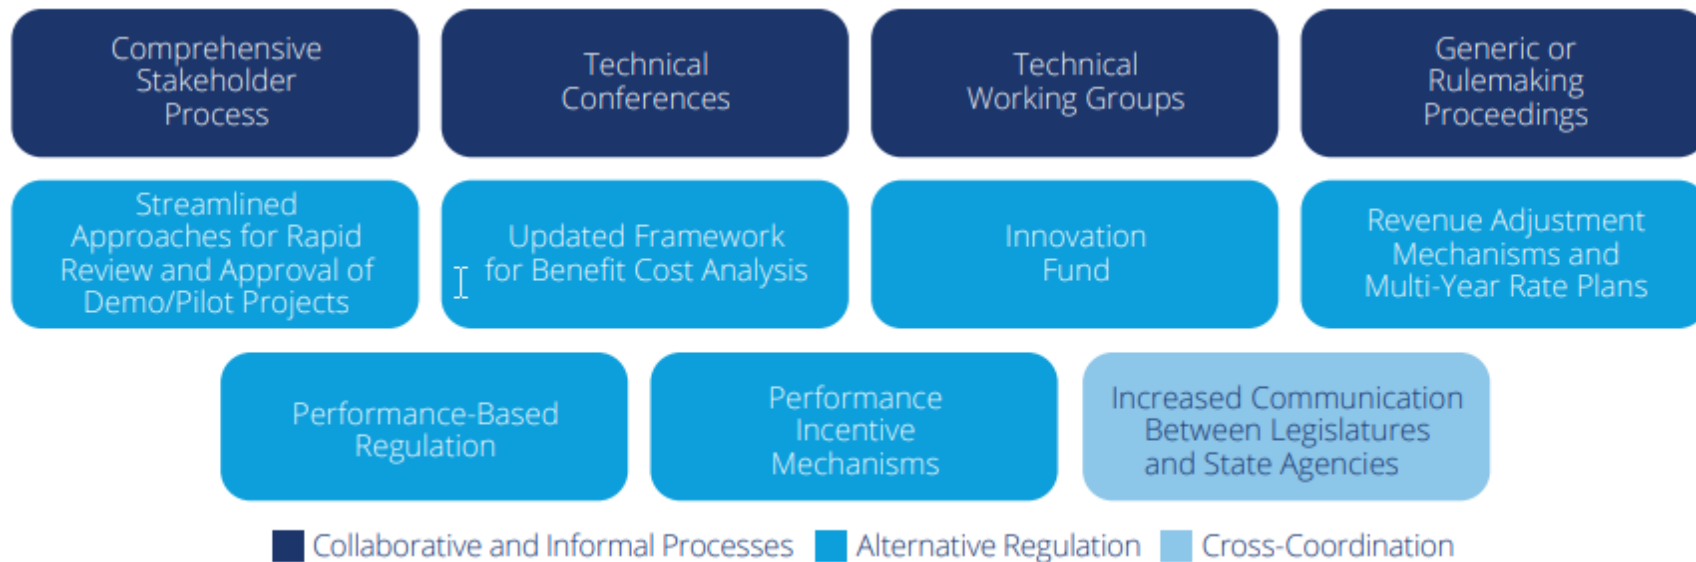 Comprehensive
Stakeholder
Process
Technical
Conferences
Technical
Working Groups
Generic or
Rulemaking
Proceedings
Streamlined
Approaches for Rapid
Review and Approval of
Demo/Pilot Projects
Updated Framework
for Benefit Cost Analysis
Innovation
Fund
Revenue Adjustment
Mechanisms and
Multi-Year Rate Plans
Performance-Based
Regulation
Performance
Incentive
Mechanisms
Increased Communication
Between Legislatures
and State Agencies
Collaborative and Informal Processes
Alternative Regulation
Cross-Coordination